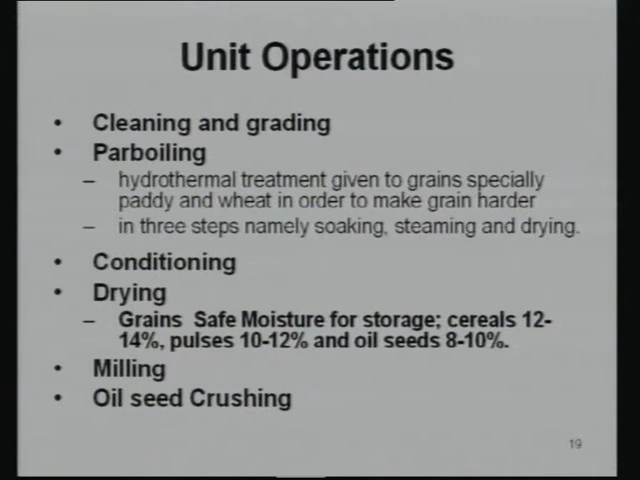 Unit Operations
• Cleaning and grading
• Parboiling
– hydrothermal treatment given to grains specially
paddy and wheat in order to make grain harder
– in three steps namely soaking, steaming and drying.
• Conditioning
• Drying
– Grains Safe Moisture for storage; cereals 12-
14%, pulses 10-12% and oil seeds 8-10%.
• Milling
• Oil seed Crushing
19